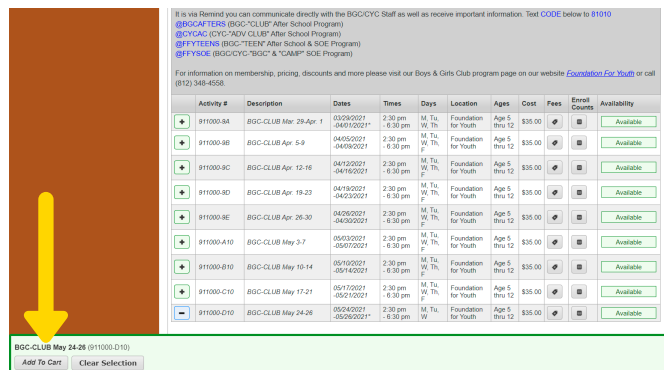 It is via Remind you can communicate directly with the BGC/CYC Staff as well as receive important information. Text CODE below to 81010
@BGCAFTERS (BGC-"CLUB" After School Program)
@CYCAC (CYC-"ADV CLUB" After School Program)
@FFYTEENS (BGC-"TEEN" After School & SOE Program)
@FFYSOE (BGC/CYC-"BGC" & "CAMP" SOE Program)
For information on membership, pricing, discounts and more please visit our Boys & Girls Club program page on our website Foundation For Youth or call
(812) 348-4558.
Activity # Description Dates Times Days Location Ages Cost Fees Enroll Counts Availability
+ 911000-9A BGC-CLUB Mar. 29-Apr. 1 03/29/2021 -04/01/2021* 2:30 pm - 6:30 pm M, Tu, W, Th Foundation for Youth Age 5 thru 12 $35.00 Available
+ 911000-9B BGC-CLUB Apr. 5-9 04/05/2021 -04/09/2021 2:30 pm - 6:30 pm M, Tu, W, Th, F Foundation for Youth Age 5 thru 12 $35.00 Available
+ 911000-9C BGC-CLUB Apr. 12-16 04/12/2021 -04/16/2021 2:30 pm - 6:30 pm M, Tu, W, Th, F Foundation for Youth Age 5 thru 12 $35.00 Available
+ 911000-9D BGC-CLUB Apr. 19-23 04/19/2021 -04/23/2021 2:30 pm - 6:30 pm M, Tu, W, Th, F Foundation for Youth Age 5 thru 12 $35.00 Available
+ 911000-9E BGC-CLUB Apr. 26-30 04/26/2021 -04/30/2021 2:30 pm - 6:30 pm M, Tu, W, Th, F Foundation for Youth Age 5 thru 12 $35.00 Available
+ 911000-A10 BGC-CLUB May 3-7 05/03/2021 -05/07/2021 2:30 pm - 6:30 pm M, Tu, W, Th, F Foundation for Youth Age 5 thru 12 $35.00 Available
+ 911000-B10 BGC-CLUB May 10-14 05/10/2021 -05/14/2021 2:30 pm - 6:30 pm M, Tu, W, Th, F Foundation for Youth Age 5 thru 12 $35.00 Available
+ 911000-C10 BGC-CLUB May 17-21 05/17/2021 -05/21/2021 2:30 pm - 6:30 pm M, Tu, W, Th, F Foundation for Youth Age 5 thru 12 $35.00 Available
- 911000-D10 BGC-CLUB May 24-26 05/24/2021 -05/26/2021* 2:30 pm - 6:30 pm M, Tu, W Foundation for Youth Age 5 thru 12 $35.00 Available
BGC-CLUB May 24-26 (911000-D10)
Add To Cart Clear Selection